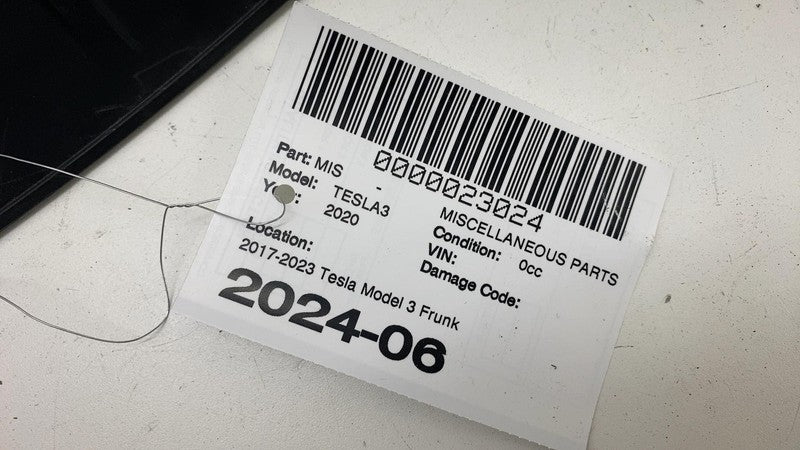 0000023024
Part: MIS - MISCELLANEOUS PARTS
Model: TESLA3 Condition: 0cc
2020 VIN:
Damage Code:
Location:
2017-2023 Tesla Model 3 Frunk
2024-06